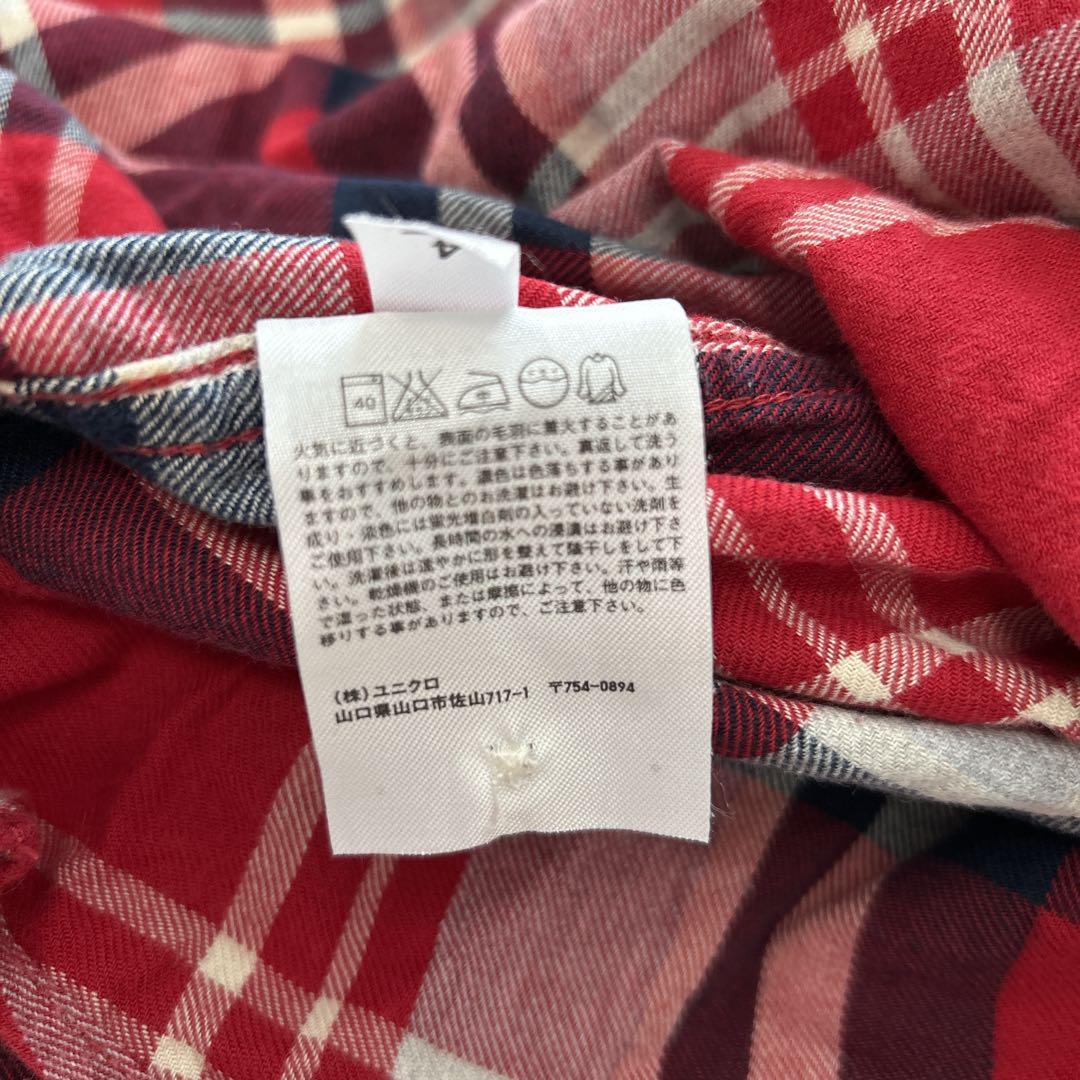 4
40
火気に近づくと、表面の毛羽に着火することがあ
りますので、十分にご注意下さい。裏返して洗う
事をおすすめします。濃色は色落ちする事があり
ますので、他の物とのお洗濯はお避け下さい。生
成り・淡色には蛍光増白剤の入っていない洗剤を
ご使用下さい。長時間の水への浸漬はお避け下さ
い。洗濯後は速やかに形を整えて陰干しをして下
さい。乾燥機のご使用はお避け下さい。汗や雨等
で湿った状態、または摩擦によって、他の物に色
移りする事がありますので、ご注意下さい。
(株)ユニクロ
山口県山口市佐山717-1 〒754-0894